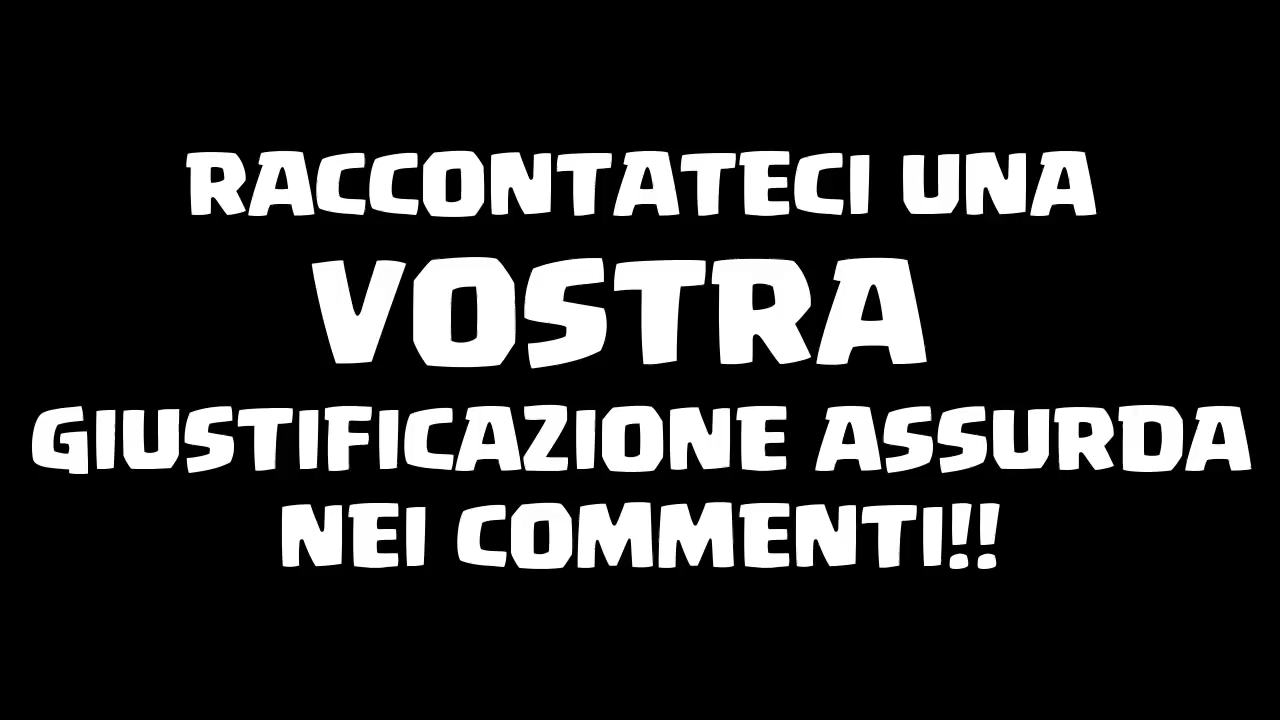 RACCONTATECI UNA
VOSTRA
GIUSTIFICAZIONE ASSURDA
NEI COMMENTI!!